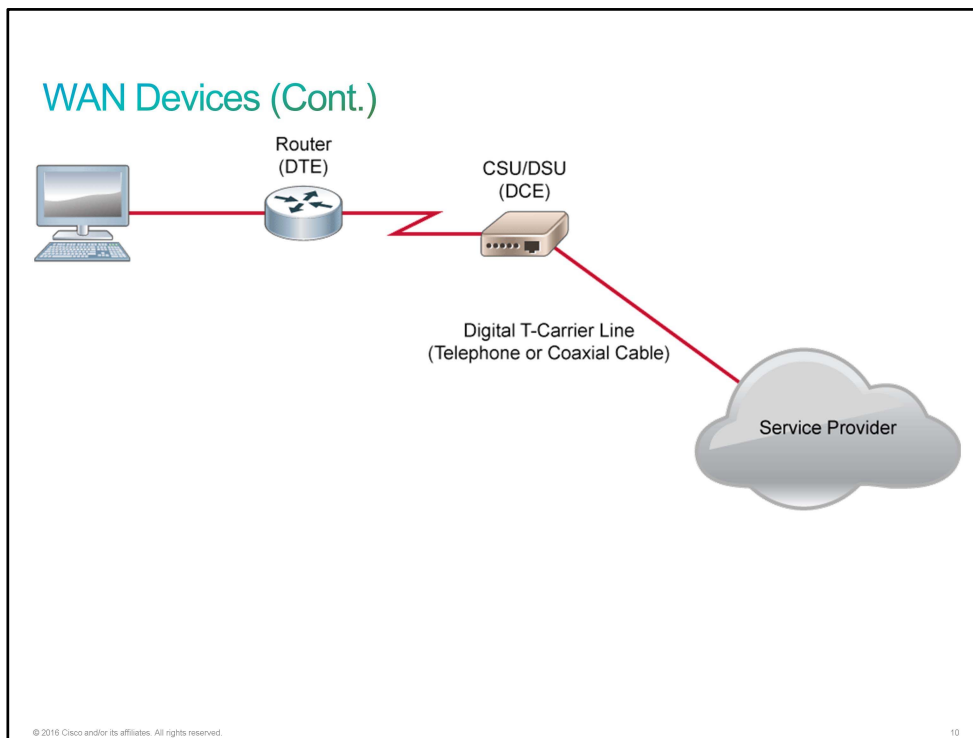 WAN Devices (Cont.)
Router
(DTE)
CSU/DSU
(DCE)
Digital T-Carrier Line
(Telephone or Coaxial Cable)
Service Provider
© 2016 Cisco and/or its affiliates. All rights reserved.
10